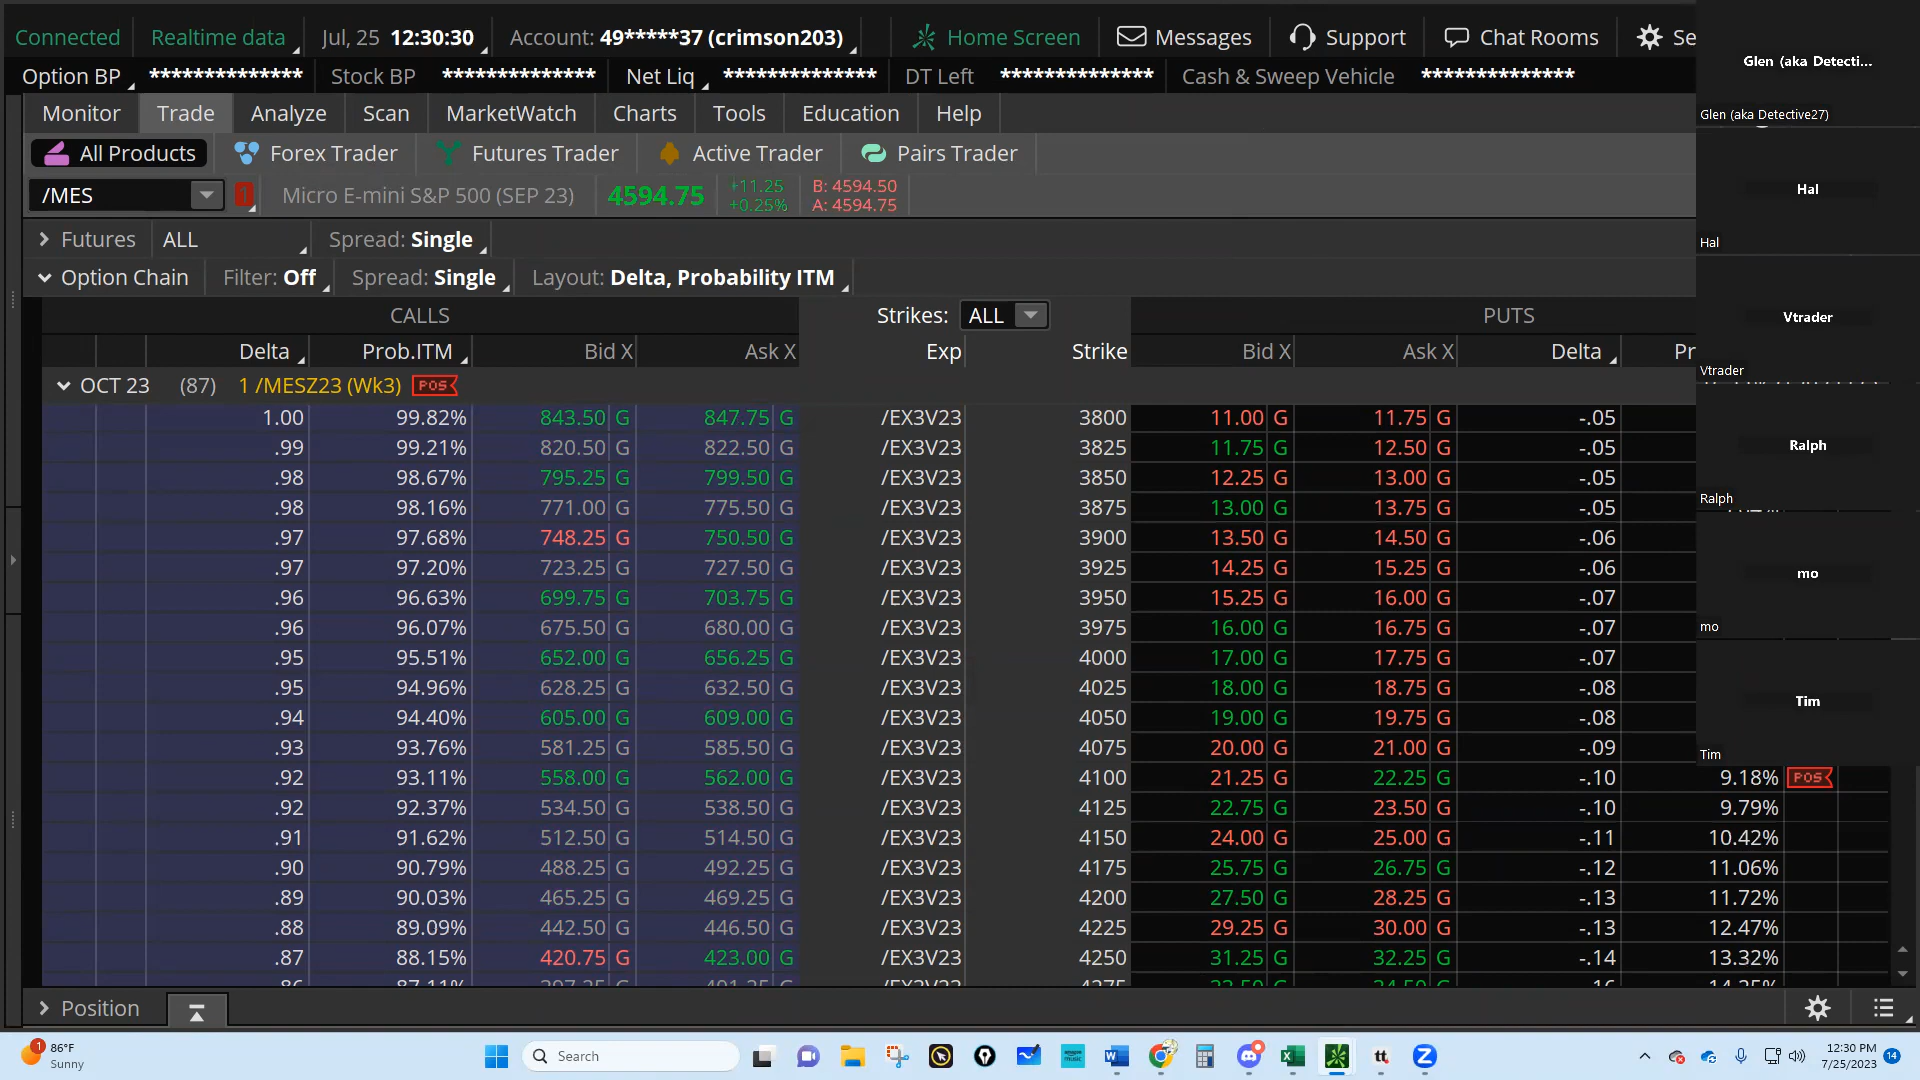 Connected Realtime data Jul, 25 12:30:30 Account: 49*****37 (crimson203) Home Screen Messages Support Chat Rooms Se
Option BP ************** Stock BP ************** Net Liq ************** DT Left ************** Cash & Sweep Vehicle **************
Monitor Trade Analyze Scan MarketWatch Charts Tools Education Help
All Products Forex Trader Futures Trader Active Trader Pairs Trader
/MES 1 Micro E-mini S&P 500 (SEP 23) 4594.75 +11.25 +0.25% B: 4594.50 A: 4594.75
Futures ALL Spread: Single
Option Chain Filter: Off Spread: Single Layout: Delta, Probability ITM
CALLS Strikes: ALL PUTS
Delta Prob.ITM Bid X Ask X Exp Strike Bid X Ask X Delta Pr
OCT 23 (87) 1 /MESZ23 (Wk3) POS
1.00 99.82% 843.50 G 847.75 G /EX3V23 3800 11.00 G 11.75 G -.05
.99 99.21% 820.50 G 822.50 G /EX3V23 3825 11.75 G 12.50 G -.05
.98 98.67% 795.25 G 799.50 G /EX3V23 3850 12.25 G 13.00 G -.05
.98 98.16% 771.00 G 775.50 G /EX3V23 3875 13.00 G 13.75 G -.05
.97 97.68% 748.25 G 750.50 G /EX3V23 3900 13.50 G 14.50 G -.06
.97 97.20% 723.25 G 727.50 G /EX3V23 3925 14.25 G 15.25 G -.06
.96 96.63% 699.75 G 703.75 G /EX3V23 3950 15.25 G 16.00 G -.07
.96 96.07% 675.50 G 680.00 G /EX3V23 3975 16.00 G 16.75 G -.07
.95 95.51% 652.00 G 656.25 G /EX3V23 4000 17.00 G 17.75 G -.07
.95 94.96% 628.25 G 632.50 G /EX3V23 4025 18.00 G 18.75 G -.08
.94 94.40% 605.00 G 609.00 G /EX3V23 4050 19.00 G 19.75 G -.08
.93 93.76% 581.25 G 585.50 G /EX3V23 4075 20.00 G 21.00 G -.09
.92 93.11% 558.00 G 562.00 G /EX3V23 4100 21.25 G 22.25 G -.10 9.18% POS
.92 92.37% 534.50 G 538.50 G /EX3V23 4125 22.75 G 23.50 G -.10 9.79%
.91 91.62% 512.50 G 514.50 G /EX3V23 4150 24.00 G 25.00 G -.11 10.42%
.90 90.79% 488.25 G 492.25 G /EX3V23 4175 25.75 G 26.75 G -.12 11.06%
.89 90.03% 465.25 G 469.25 G /EX3V23 4200 27.50 G 28.25 G -.13 11.72%
.88 89.09% 442.50 G 446.50 G /EX3V23 4225 29.25 G 30.00 G -.13 12.47%
.87 88.15% 420.75 G 423.00 G /EX3V23 4250 31.25 G 32.25 G -.14 13.32%
Position
Glen (aka Detecti...
Glen (aka Detective27)
Hal
Hal
Vtrader
Vtrader
Ralph
Ralph
mo
mo
Tim
Tim
1 86°F
Sunny
Search
amazon music
tt
12:30 PM
7/25/2023
14